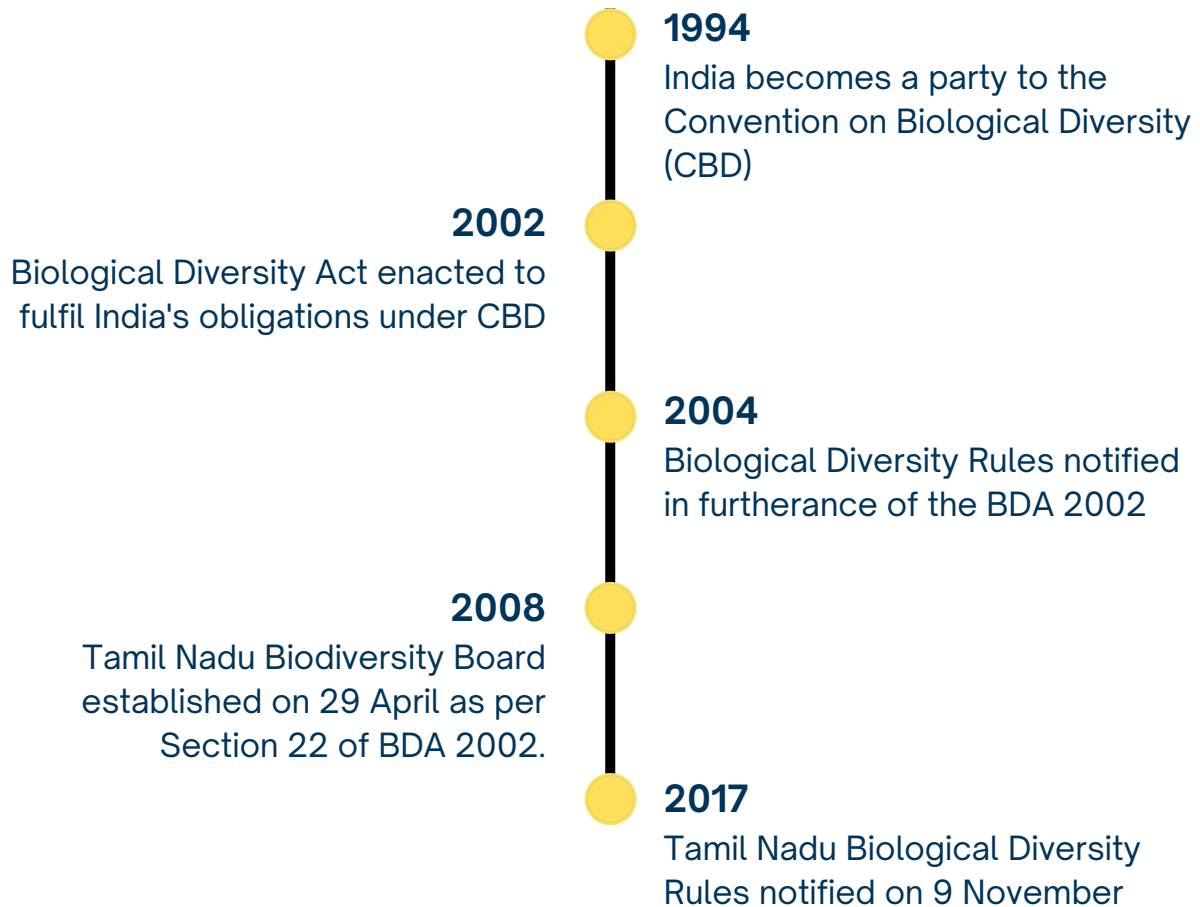 1994
India becomes a party to the
Convention on Biological Diversity
(CBD)
2002
Biological Diversity Act enacted to
fulfil India's obligations under CBD
2004
Biological Diversity Rules notified
in furtherance of the BDA 2002
2008
Tamil Nadu Biodiversity Board
established on 29 April as per
Section 22 of BDA 2002.
2017
Tamil Nadu Biological Diversity
Rules notified on 9 November